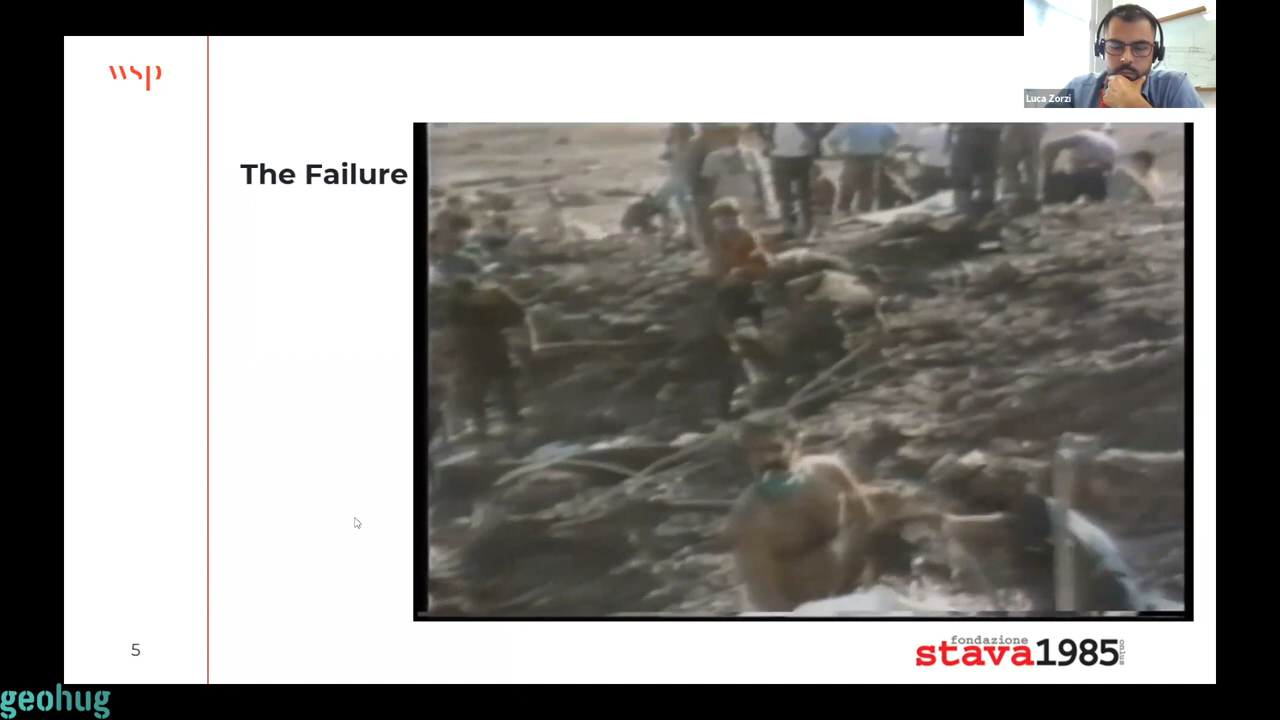 wsp
Luca Zorzi
The Failure
5
fondazione
stava1985
onlus
geohug